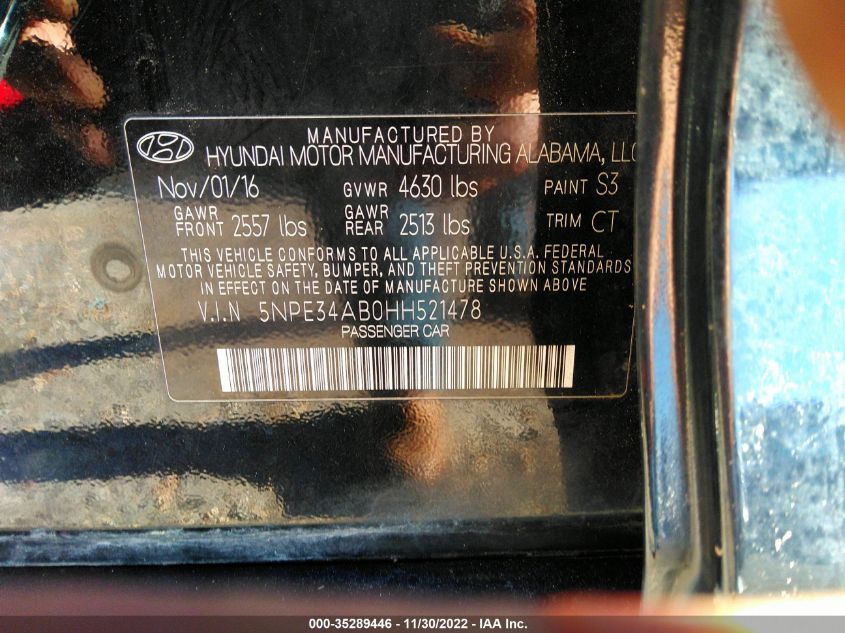 MANUFACTURED BY
HYUNDAI MOTOR MANUFACTURING ALABAMA, LLC
Nov/01/16 GVWR 4630 lbs PAINT S3
GAWR FRONT 2557 lbs GAWR REAR 2513 lbs TRIM CT
THIS VEHICLE CONFORMS TO ALL APPLICABLE U.S.A. FEDERAL
MOTOR VEHICLE SAFETY, BUMPER, AND THEFT PREVENTION STANDARDS
IN EFFECT ON THE DATE OF MANUFACTURE SHOWN ABOVE
V.I.N 5NPE34AB0HH521478
PASSENGER CAR
000-35289446 - 11/30/2022 - IAA Inc.